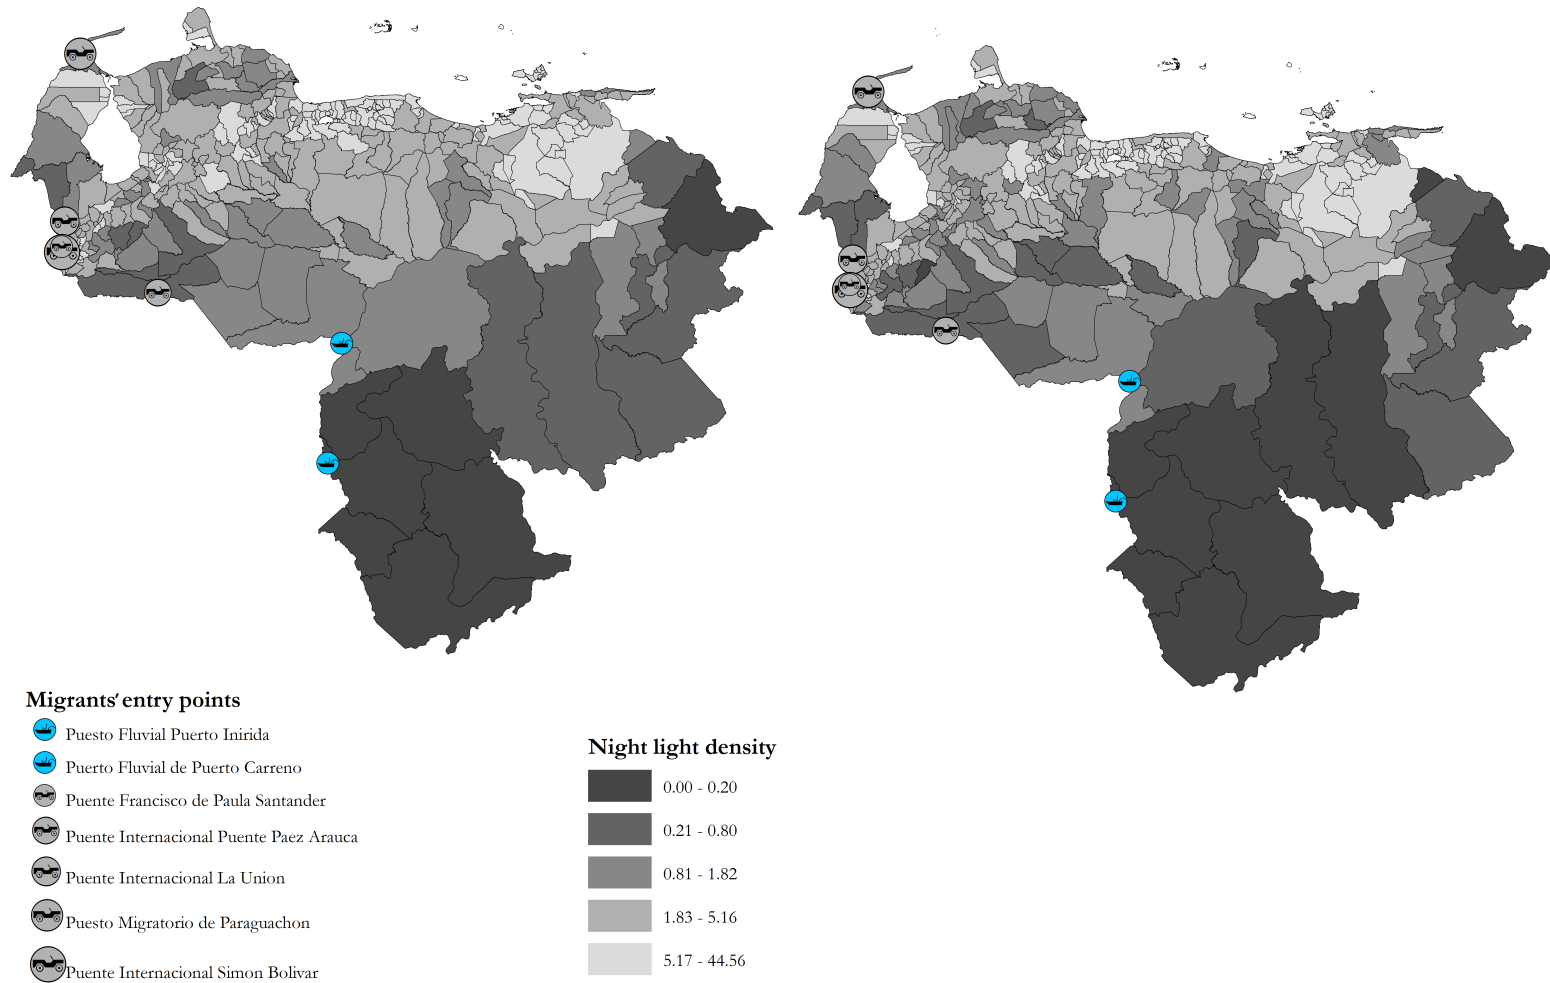 Migrants´entry points
Puesto Fluvial Puerto Inirida
Puerto Fluvial de Puerto Carreno
Puente Francisco de Paula Santander
Puente Internacional Puente Paez Arauca
Puente Internacional La Union
Puesto Migratorio de Paraguachon
Puente Internacional Simon Bolivar
Night light density
0.00 - 0.20
0.21 - 0.80
0.81 - 1.82
1.83 - 5.16
5.17 - 44.56